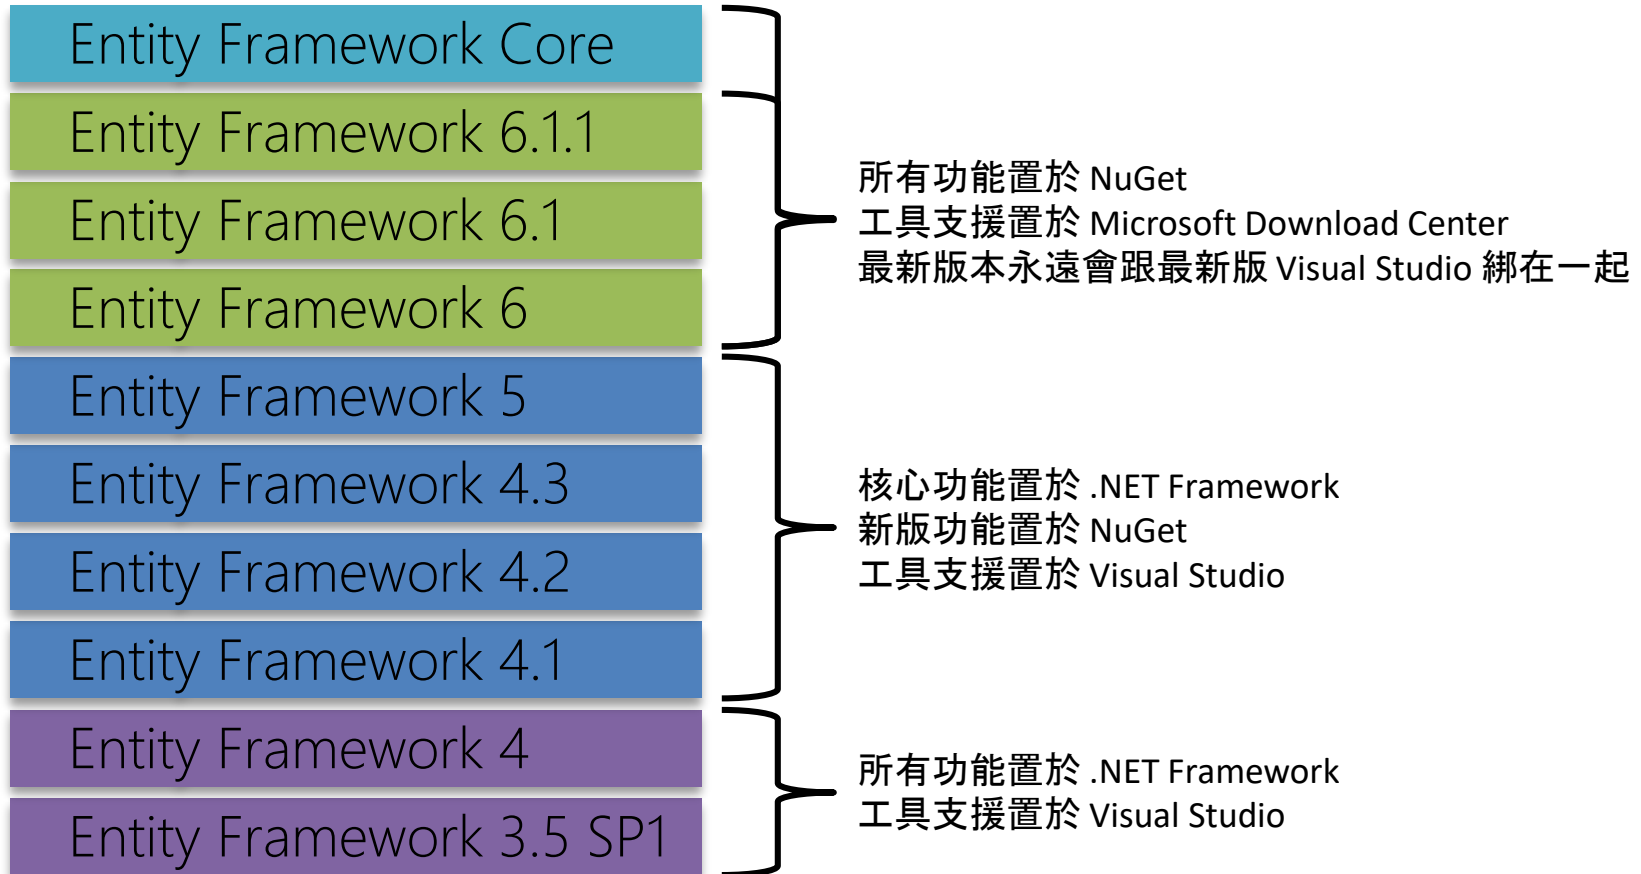 Entity Framework Core
Entity Framework 6.1.1
Entity Framework 6.1
Entity Framework 6
Entity Framework 5
Entity Framework 4.3
Entity Framework 4.2
Entity Framework 4.1
Entity Framework 4
Entity Framework 3.5 SP1
所有功能置於 NuGet
工具支援置於 Microsoft Download Center
最新版本永遠會跟最新版 Visual Studio 綁在一起
核心功能置於 .NET Framework
新版功能置於 NuGet
工具支援置於 Visual Studio
所有功能置於 .NET Framework
工具支援置於 Visual Studio